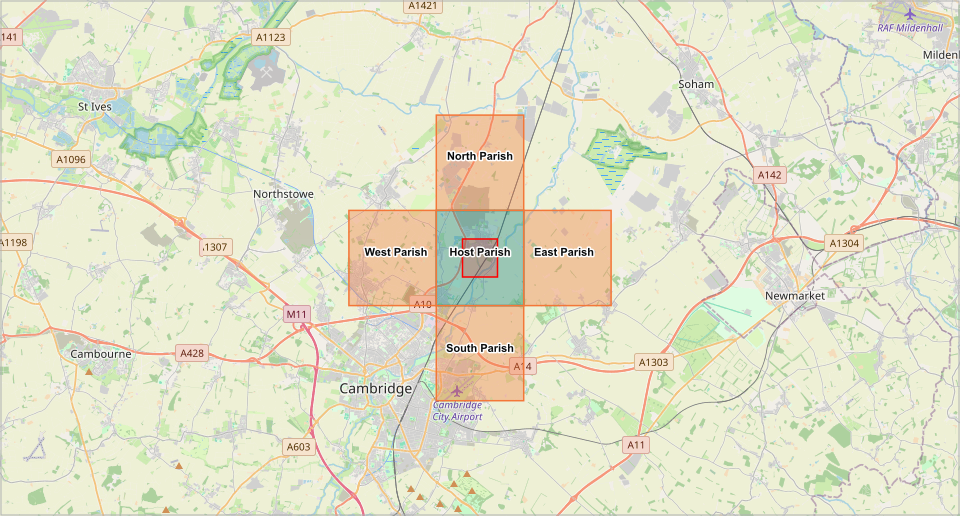 A1421
141
A1123
RAF Mildenhall
Mildenh
Soham
St Ives
North Parish
A1096
A142
Northstowe
A1198
1307
West Parish
Host Parish
East Parish
A1304
Newmarket
A10
M11
South Parish
Cambourne
A428
A14
A1303
Cambridge
Cambridge
City Airport
A603
A11